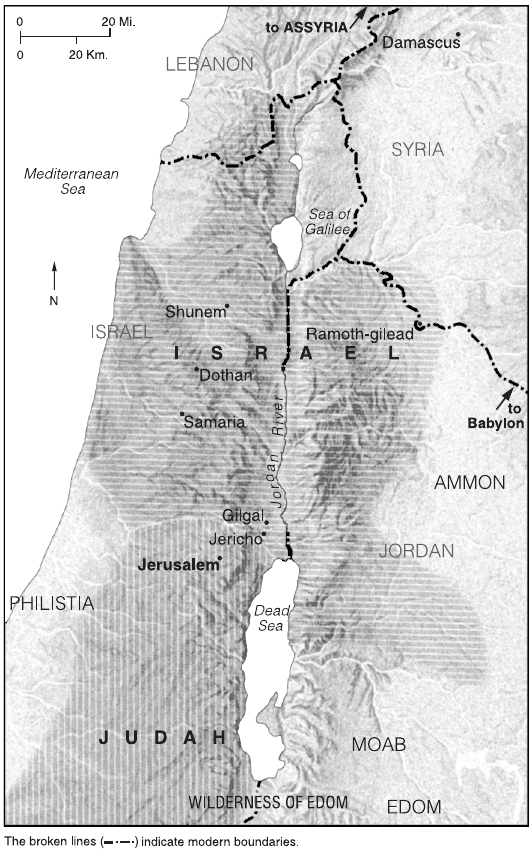 0 20 Mi.
0 20 Km.
to ASSYRIA
Damascus
LEBANON
SYRIA
Mediterranean
Sea
Sea of
Galilee
N
Shunem
ISRAEL
Ramoth-gilead
I S R A E L
Dothan
to
Babylon
Samaria
Jordan River
AMMON
Gilgal
Jericho
JORDAN
Jerusalem
PHILISTIA
Dead
Sea
J U D A H
MOAB
WILDERNESS OF EDOM
EDOM
The broken lines (—·—·) indicate modern boundaries.